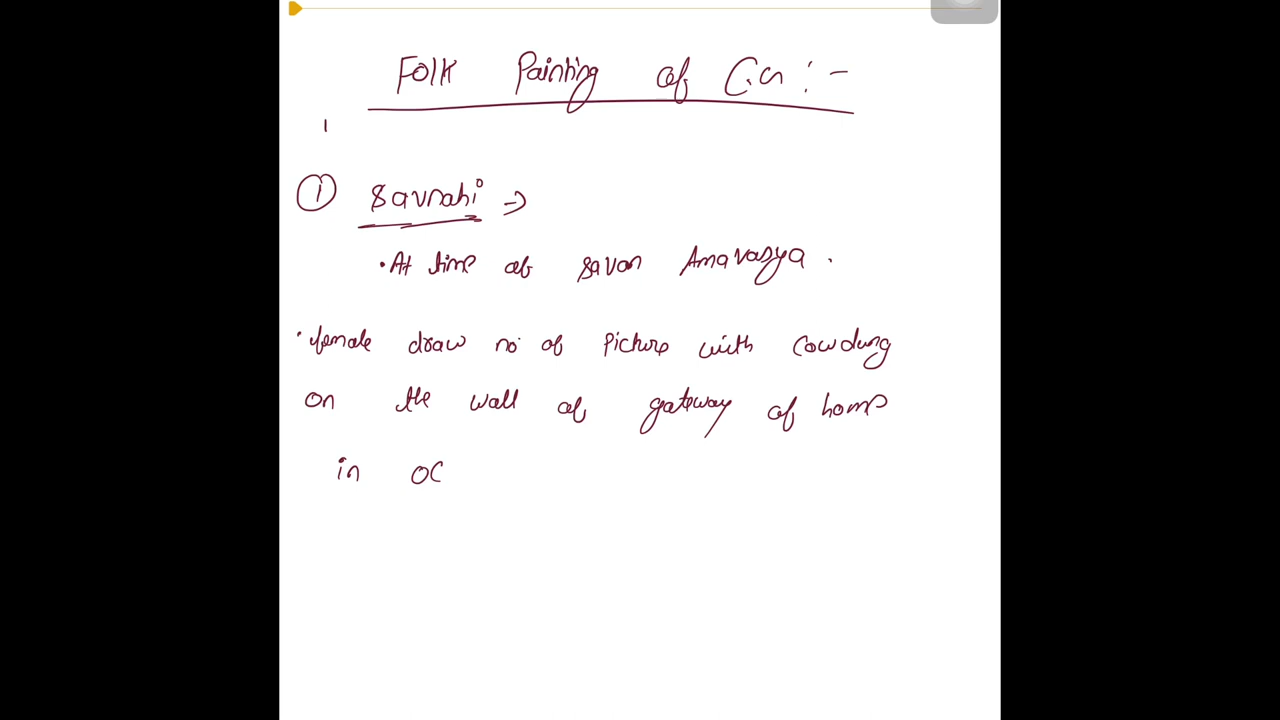 Folk Painting of C.G :-
① Savnahi ⇒
• At time of savan Amavasya .
• female draw no of picture with cowdung
on the wall of gateway of home
in oc